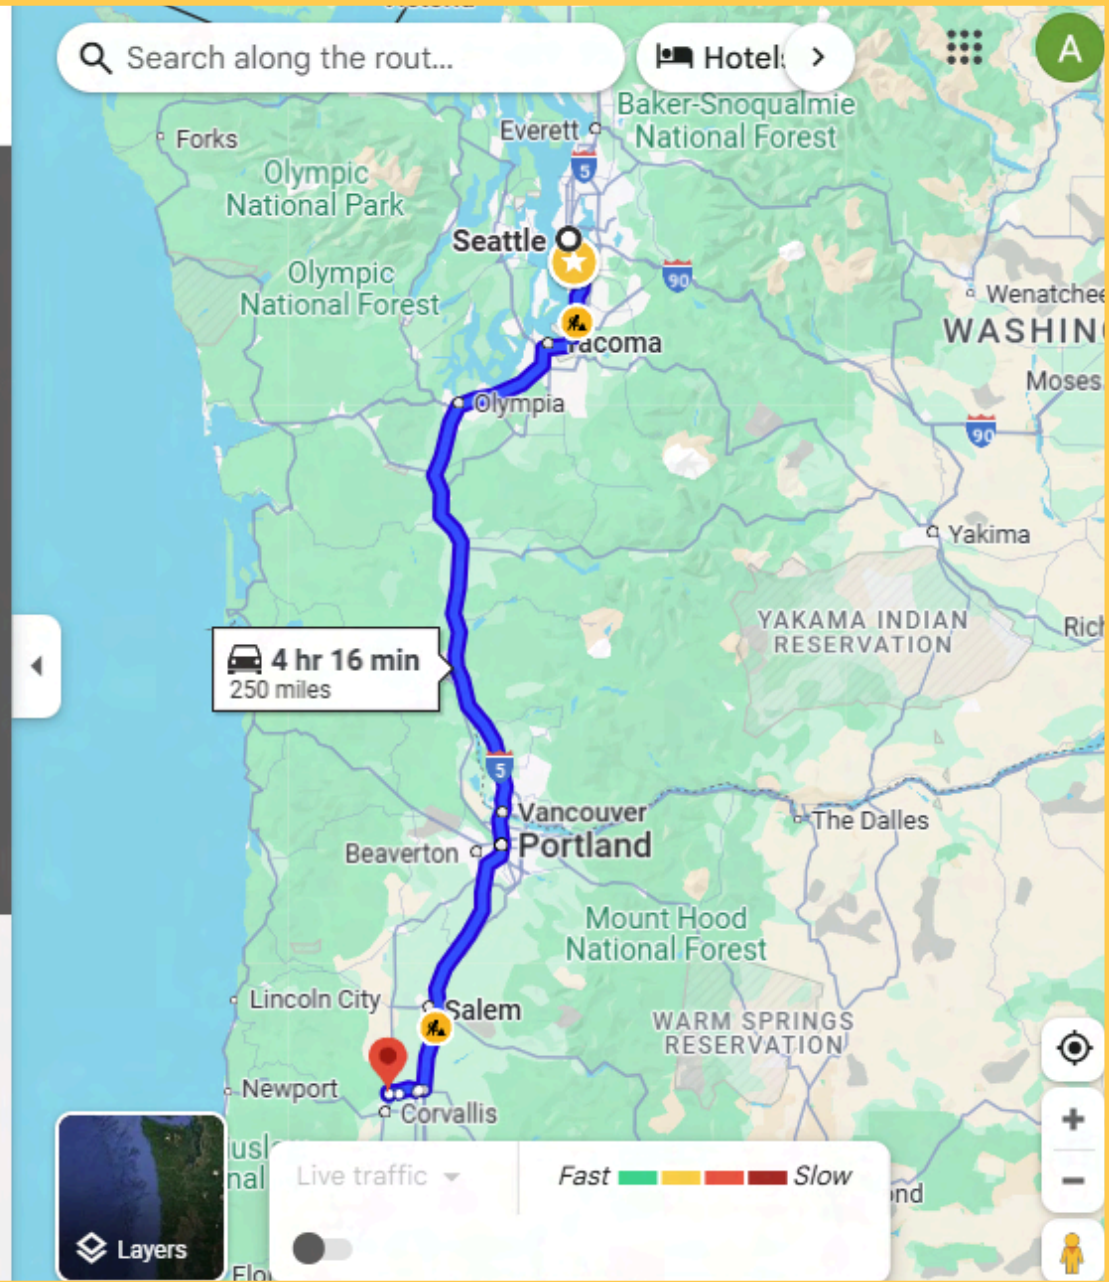 Search along the rout...
Hotels
A
Baker-Snoqualmie
National Forest
Everett
Forks
5
Olympic
National Park
Seattle
Olympic
National Forest
90
Wenatchee
WASHING
Tacoma
Moses
Olympia
90
Yakima
YAKAMA INDIAN
RESERVATION
Rich
4 hr 16 min
250 miles
5
Vancouver
The Dalles
Portland
Beaverton
Mount Hood
National Forest
Lincoln City
Salem
WARM SPRINGS
RESERVATION
Newport
Corvallis
Live traffic
Fast
Slow
Layers